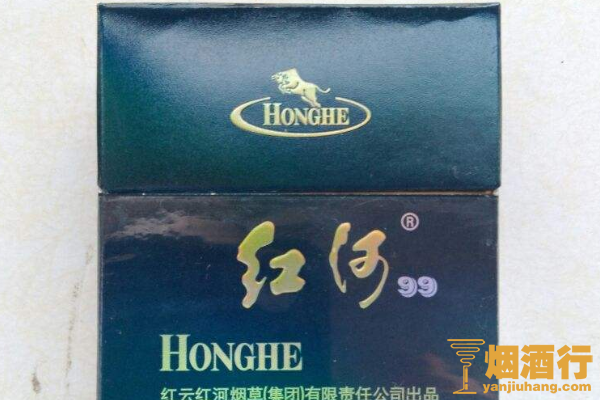 HONGHE
红河®
99
HONGHE
红云红河烟草(集团)有限责任公司出品
烟酒行
yanjiuhang.com